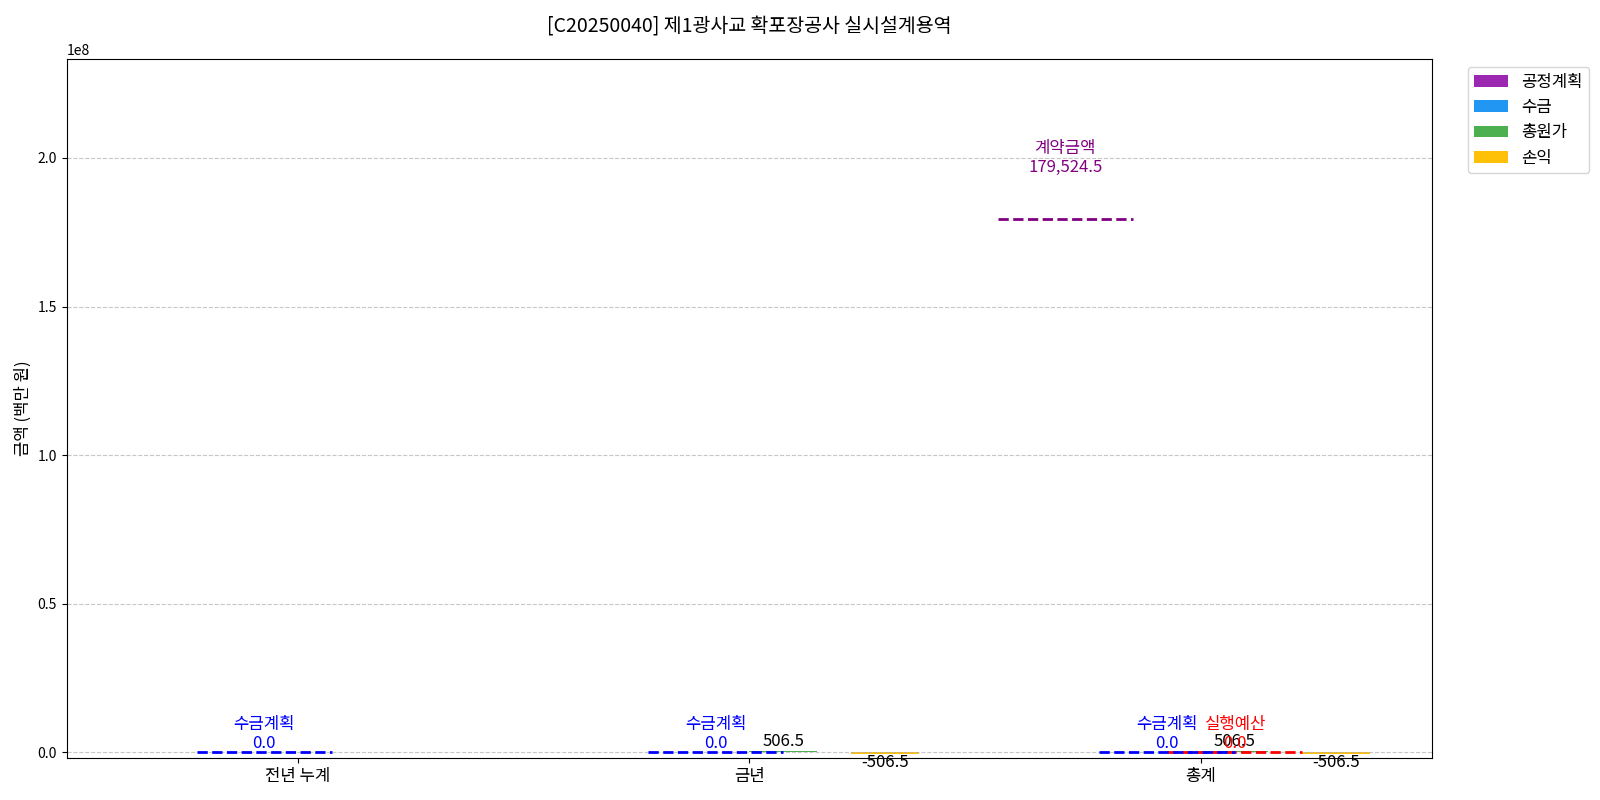 [C20250040] 제1광사교 확포장공사 실시설계용역
1e8
공정계획
수금
총원가
손익
계약금액
179,524.5
2.0
1.5
1.0
0.5
0.0
금액 (백만 원)
수금계획
0.0
수금계획
0.0
506.5
-506.5
수금계획
0.0
실행예산
0.0
506.5
-506.5
전년 누계
금년
총계